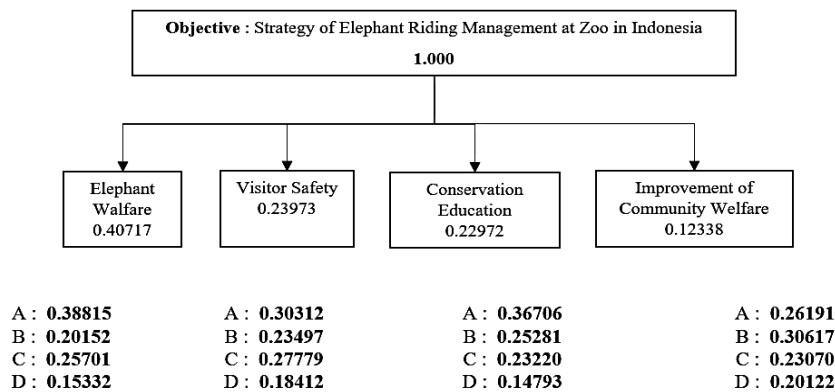 Objective : Strategy of Elephant Riding Management at Zoo in Indonesia
1.000
Elephant
Walfare
0.40717
Visitor Safety
0.23973
Conservation
Education
0.22972
Improvement of
Community Welfare
0.12338
A : 0.38815
B : 0.20152
C : 0.25701
D : 0.15332
A : 0.30312
B : 0.23497
C : 0.27779
D : 0.18412
A : 0.36706
B : 0.25281
C : 0.23220
D : 0.14793
A : 0.26191
B : 0.30617
C : 0.23070
D : 0.20122